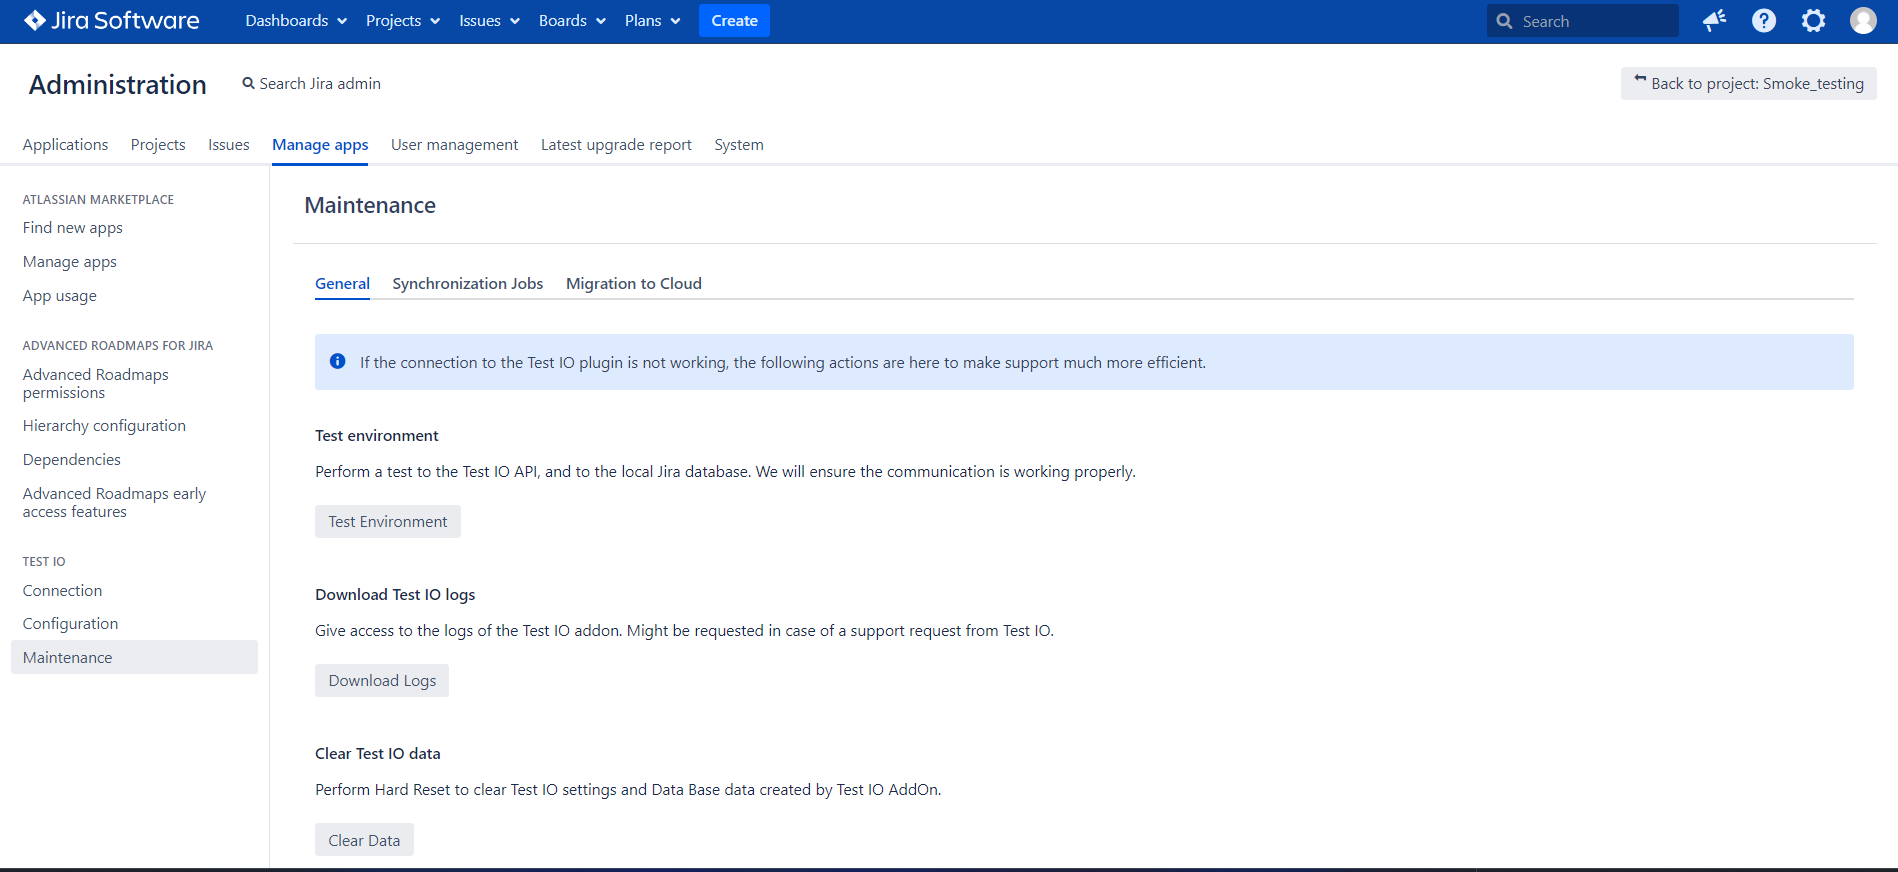 Jira Software Dashboards Projects Issues Boards Plans Create Search
Administration Search Jira admin Back to project: Smoke_testing
Applications Projects Issues Manage apps User management Latest upgrade report System
ATLASSIAN MARKETPLACE
Find new apps
Manage apps
App usage
ADVANCED ROADMAPS FOR JIRA
Advanced Roadmaps
permissions
Hierarchy configuration
Dependencies
Advanced Roadmaps early
access features
TEST IO
Connection
Configuration
Maintenance
Maintenance
General Synchronization Jobs Migration to Cloud
If the connection to the Test IO plugin is not working, the following actions are here to make support much more efficient.
Test environment
Perform a test to the Test IO API, and to the local Jira database. We will ensure the communication is working properly.
Test Environment
Download Test IO logs
Give access to the logs of the Test IO addon. Might be requested in case of a support request from Test IO.
Download Logs
Clear Test IO data
Perform Hard Reset to clear Test IO settings and Data Base data created by Test IO AddOn.
Clear Data